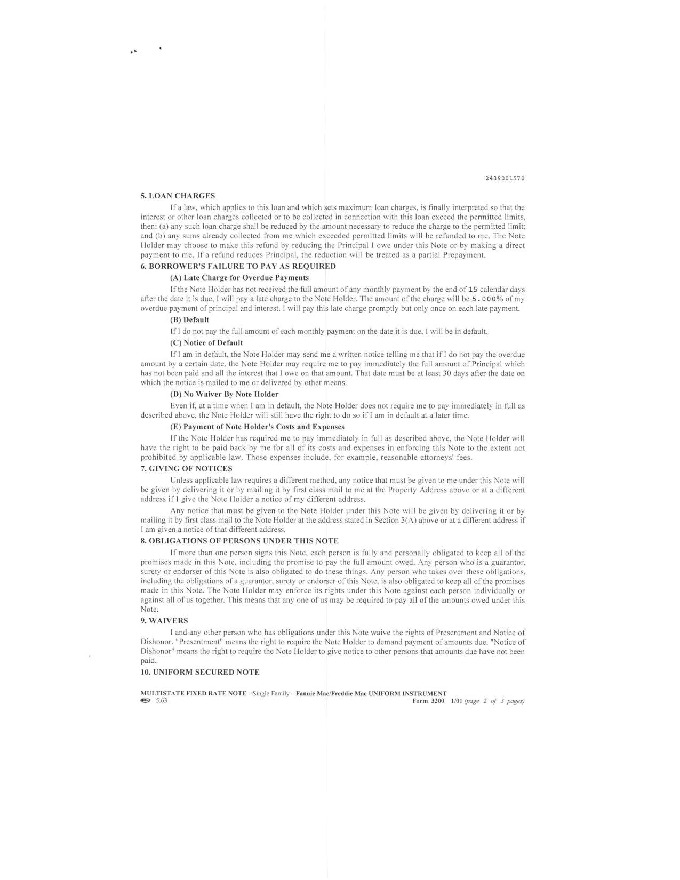 5. LOAN CHARGES
If a law, which applies to this loan and which sets maximum loan charges, is finally interpreted so that the
interest or other loan charges collected or to be collected in connection with this loan exceed the permitted limits,
then: (a) any such loan charge shall be reduced by the amount necessary to reduce the charge to the permitted limit;
and (b) any sums already collected from me which exceeded permitted limits will be refunded to me. The Note
Holder may choose to make this refund by reducing the Principal I owe under this Note or by making a direct
payment to me. If a refund reduces Principal, the reduction will be treated as a partial Prepayment.
6. BORROWER'S FAILURE TO PAY AS REQUIRED
(A) Late Charge for Overdue Payments
If the Note Holder has not received the full amount of any monthly payment by the end of 15 calendar days
after the date it is due, I will pay a late charge to the Note Holder. The amount of the charge will be 5.000% of my
overdue payment of principal and interest. I will pay this late charge promptly but only once on each late payment.
(B) Default
If I do not pay the full amount of each monthly payment on the date it is due, I will be in default.
(C) Notice of Default
If I am in default, the Note Holder may send me a written notice telling me that if I do not pay the overdue
amount by a certain date, the Note Holder may require me to pay immediately the full amount of Principal which
has not been paid and all the interest that I owe on that amount. That date must be at least 30 days after the date on
which the notice is mailed to me or delivered by other means.
(D) No Waiver By Note Holder
Even if, at a time when I am in default, the Note Holder does not require me to pay immediately in full as
described above, the Note Holder will still have the right to do so if I am in default at a later time.
(E) Payment of Note Holder's Costs and Expenses
If the Note Holder has required me to pay immediately in full as described above, the Note Holder will
have the right to be paid back by me for all of its costs and expenses in enforcing this Note to the extent not
prohibited by applicable law. Those expenses include, for example, reasonable attorneys' fees.
7. GIVING OF NOTICES
Unless applicable law requires a different method, any notice that must be given to me under this Note will
be given by delivering it or by mailing it by first class mail to me at the Property Address above or at a different
address if I give the Note Holder a notice of my different address.
Any notice that must be given to the Note Holder under this Note will be given by delivering it or by
mailing it by first class mail to the Note Holder at the address stated in Section 3(A) above or at a different address if
I am given a notice of that different address.
8. OBLIGATIONS OF PERSONS UNDER THIS NOTE
If more than one person signs this Note, each person is fully and personally obligated to keep all of the
promises made in this Note, including the promise to pay the full amount owed. Any person who is a guarantor,
surety or endorser of this Note is also obligated to do these things. Any person who takes over these obligations,
including the obligations of a guarantor, surety or endorser of this Note, is also obligated to keep all of the promises
made in this Note. The Note Holder may enforce its rights under this Note against each person individually or
against all of us together. This means that any one of us may be required to pay all of the amounts owed under this
Note.
9. WAIVERS
I and any other person who has obligations under this Note waive the rights of Presentment and Notice of
Dishonor. "Presentment" means the right to require the Note Holder to demand payment of amounts due. "Notice of
Dishonor" means the right to require the Note Holder to give notice to other persons that amounts due have not been
paid.
10. UNIFORM SECURED NOTE
MULTISTATE FIXED RATE NOTE - Single Family - Fannie Mae/Freddie Mac UNIFORM INSTRUMENT
5.63 Form 3200 1/01 (page 2 of 3 pages)